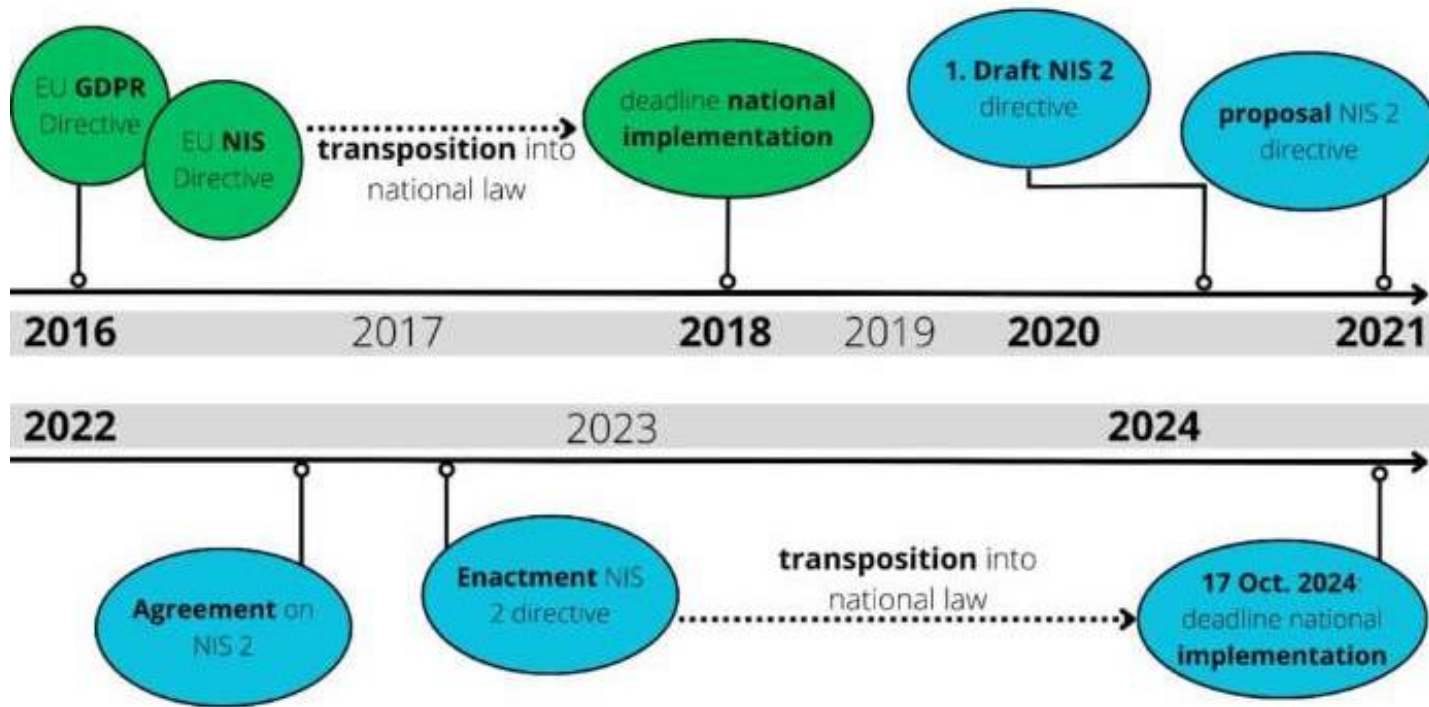 EU GDPR
Directive
EU NIS
Directive
transposition into
national law
deadline national
implementation
1. Draft NIS 2
directive
proposal NIS 2
directive
2016 2017 2018 2019 2020 2021
2022 2023 2024
Agreement on
NIS 2
Enactment NIS
2 directive
transposition into
national law
17 Oct. 2024:
deadline national
implementation